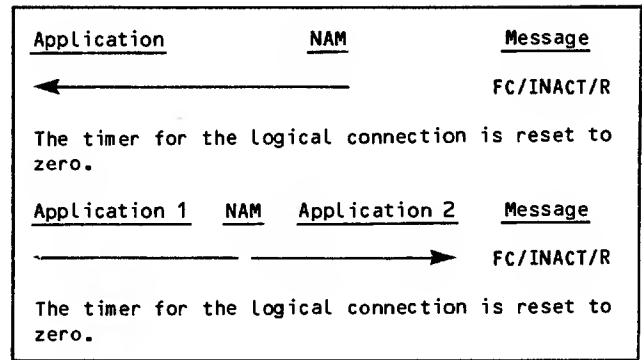 Application NAM Message
FC/INACT/R
The timer for the logical connection is reset to
zero.
Application 1 NAM Application 2 Message
FC/INACT/R
The timer for the logical connection is reset to
zero.